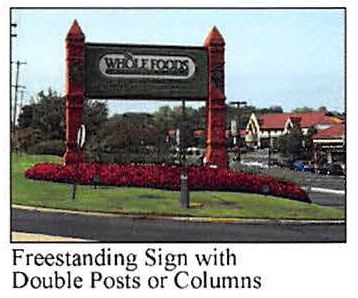 WHOLE FOODS
Freestanding Sign with
Double Posts or Columns